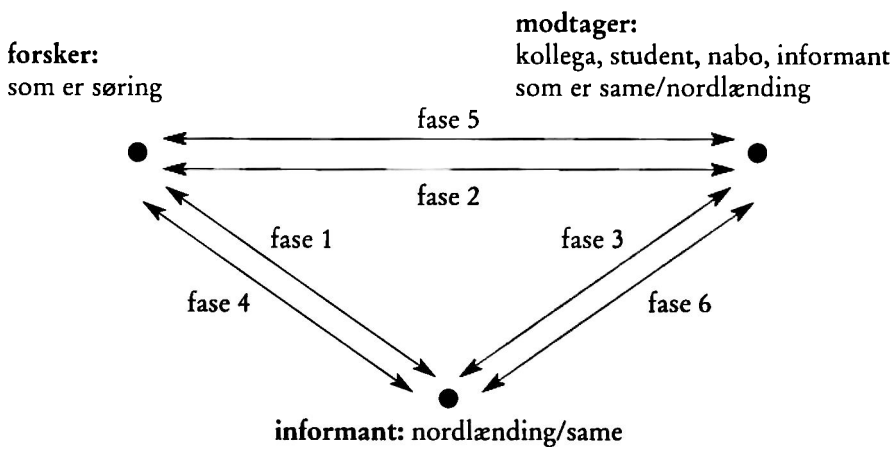 modtager:
forsker:
kollega, student, nabo, informant
som er søring
som er same/nordlænding
fase 5
fase 2
fase 1
fase 3
fase 4
fase 6
informant: nordlænding/same